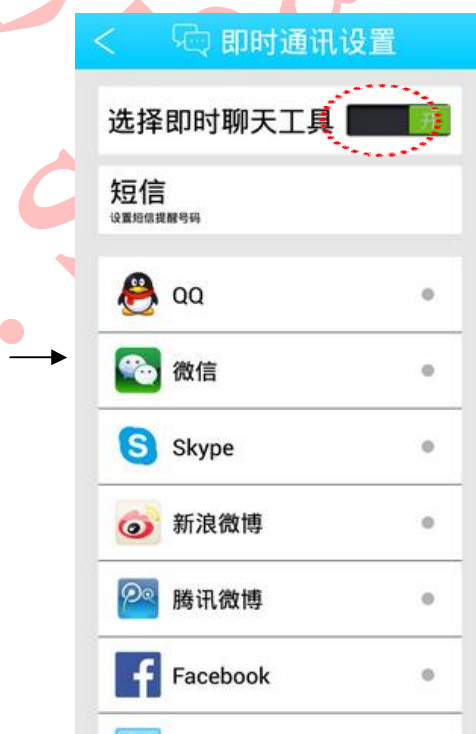 即时通讯设置
选择即时聊天工具 开
短信
设置短信提醒号码
QQ
微信
Skype
新浪微博
腾讯微博
Facebook